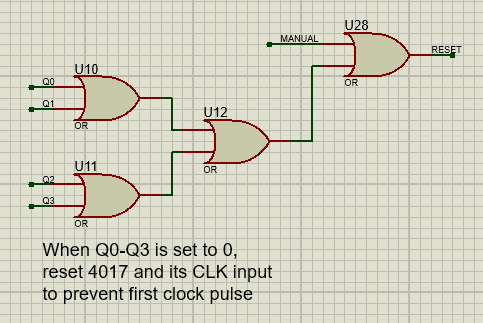 U28
MANUAL
RESET
OR
U10
Q0
Q1
OR
U12
OR
U11
Q2
Q3
OR
When Q0-Q3 is set to 0,
reset 4017 and its CLK input
to prevent first clock pulse